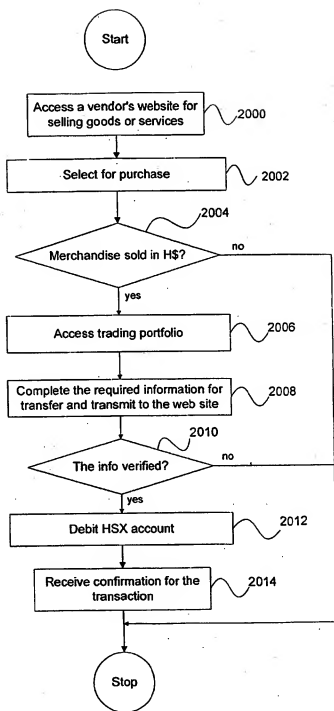 Start
Access a vendor's website for
selling goods or services
2000
Select for purchase
2002
2004
Merchandise sold in H$?
no
yes
Access trading portfolio
2006
Complete the required information for
transfer and transmit to the web site
2008
2010
The info verified?
no
yes
Debit HSX account
2012
Receive confirmation for the
transaction
2014
Stop